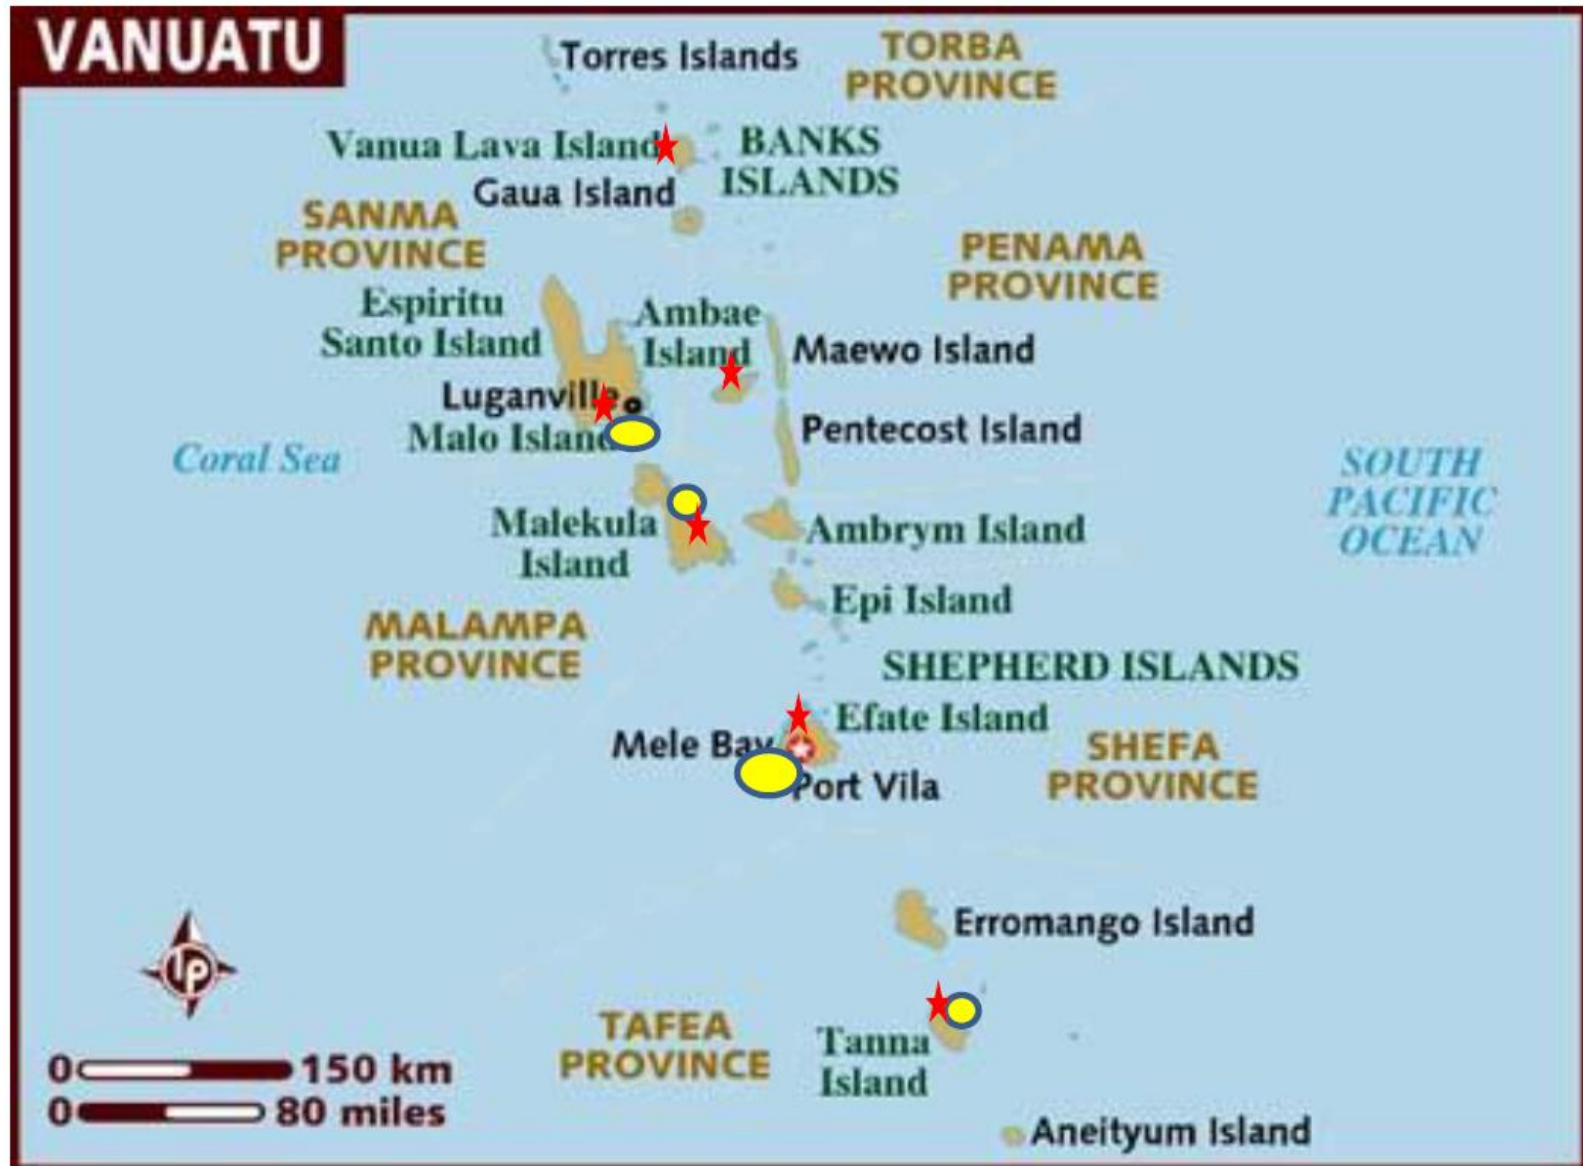 VANUATU
Torres Islands
TORBA
PROVINCE
Vanua Lava Island
BANKS
ISLANDS
Gaua Island
SANMA
PROVINCE
PENAMA
PROVINCE
Espiritu
Santo Island
Ambae
Island
Maewo Island
Luganville
Malo Island
Pentecost Island
Coral Sea
SOUTH
PACIFIC
OCEAN
Malekula
Island
Ambrym Island
Epi Island
MALAMPA
PROVINCE
SHEPHERD ISLANDS
Efate Island
Mele Bay
SHEFA
PROVINCE
Port Vila
Erromango Island
LP
TAFEA
PROVINCE
Tanna
Island
0 150 km
0 80 miles
Aneityum Island